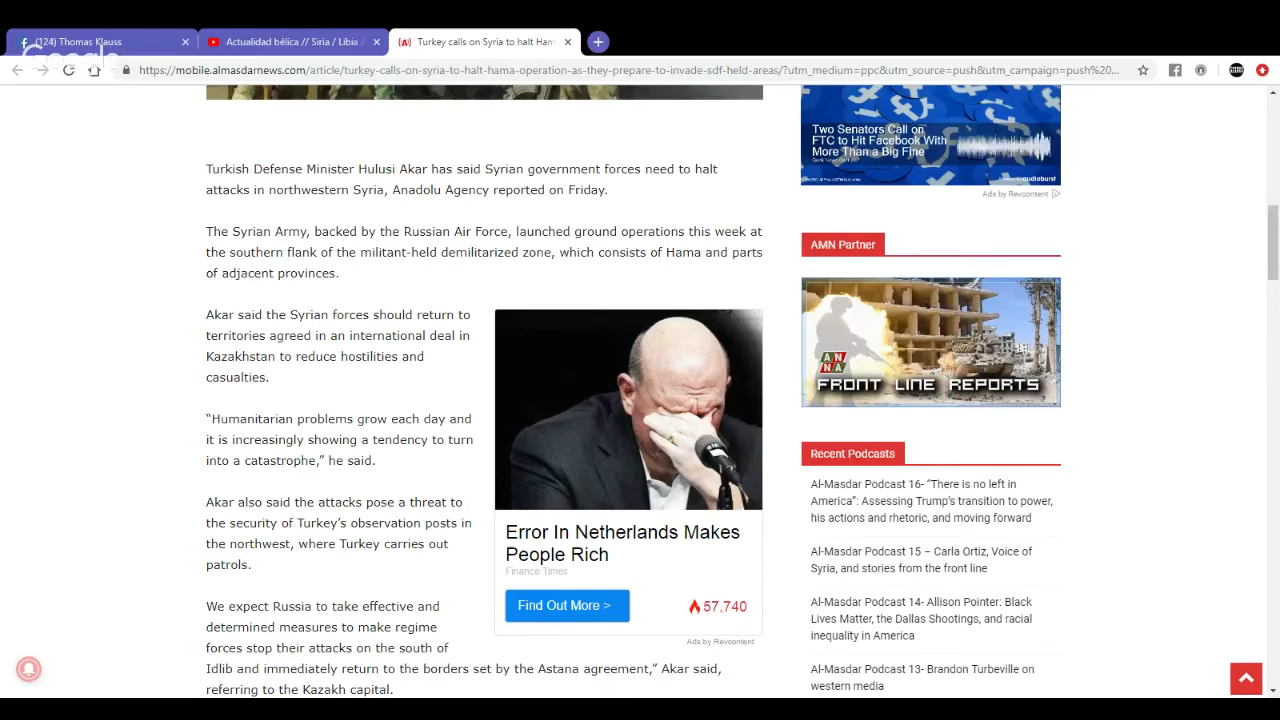 (124) Thomas Klauss
Actualidad bélica // Siria / Libia /
Turkey calls on Syria to halt Ham
Google
https://mobile.almasdarnews.com/article/turkey-calls-on-syria-to-halt-hama-operation-as-they-prepare-to-invade-sdf-held-areas/?utm_medium=ppc&utm_source=push&utm_campaign=push%20...
Turkish Defense Minister Hulusi Akar has said Syrian government forces need to halt
attacks in northwestern Syria, Anadolu Agency reported on Friday.
The Syrian Army, backed by the Russian Air Force, launched ground operations this week at
the southern flank of the militant-held demilitarized zone, which consists of Hama and parts
of adjacent provinces.
Akar said the Syrian forces should return to
territories agreed in an international deal in
Kazakhstan to reduce hostilities and
casualties.
“Humanitarian problems grow each day and
it is increasingly showing a tendency to turn
into a catastrophe,” he said.
Akar also said the attacks pose a threat to
the security of Turkey’s observation posts in
the northwest, where Turkey carries out
patrols.
We expect Russia to take effective and
determined measures to make regime
forces stop their attacks on the south of
Idlib and immediately return to the borders set by the Astana agreement,” Akar said,
referring to the Kazakh capital.
Error In Netherlands Makes
People Rich
Finance Times
Find Out More >
57,740
Ads by Revcontent
Two Senators Call on
FTC to Hit Facebook With
More Than a Big Fine
audioburst
Ads by Revcontent
AMN Partner
ANNA
FRONT LINE REPORTS
Recent Podcasts
Al-Masdar Podcast 16- “There is no left in
America”: Assessing Trump’s transition to power,
his actions and rhetoric, and moving forward
Al-Masdar Podcast 15 – Carla Ortiz, Voice of
Syria, and stories from the front line
Al-Masdar Podcast 14- Allison Pointer: Black
Lives Matter, the Dallas Shootings, and racial
inequality in America
Al-Masdar Podcast 13- Brandon Turbeville on
western media